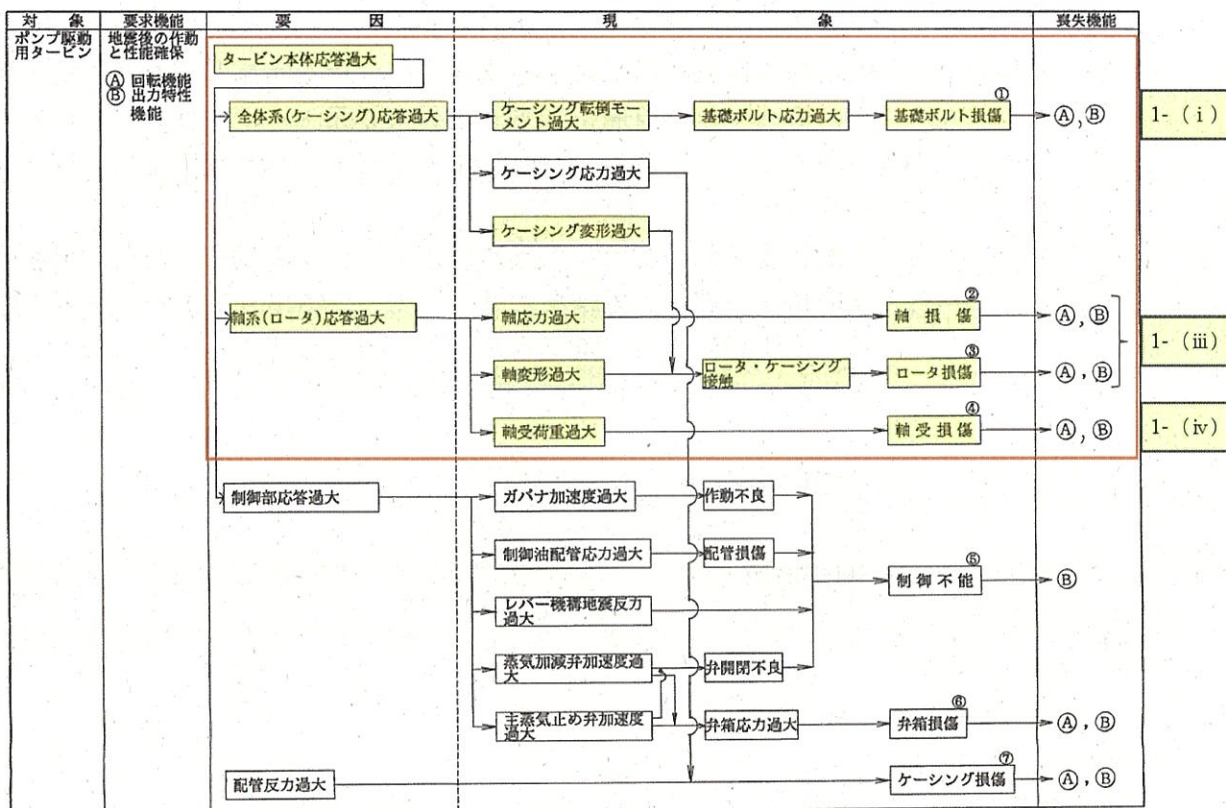 対　象
要求機能
要　因
現　象
喪失機能
ポンプ駆動
用タービン
地震後の作動
と性能確保
Ⓐ 回転機能
Ⓑ 出力特性
機能
タービン本体応答過大
全体系(ケーシング)応答過大
ケーシング転倒モー
メント過大
基礎ボルト応力過大
①
基礎ボルト損傷
Ⓐ, Ⓑ
1- (ⅰ)
ケーシング応力過大
ケーシング変形過大
軸系(ロータ)応答過大
軸応力過大
②
軸 損 傷
Ⓐ, Ⓑ
1- (ⅲ)
軸変形過大
ロータ・ケーシング
接触
③
ロータ損傷
Ⓐ, Ⓑ
軸受荷重過大
④
軸受損傷
Ⓐ, Ⓑ
1- (ⅳ)
制御部応答過大
ガバナ加速度過大
作動不良
制御油配管応力過大
配管損傷
⑤
制御不能
Ⓑ
レバー機構地震反力
過大
蒸気加減弁加速度過
大
弁開閉不良
主蒸気止め弁加速度
過大
弁箱応力過大
⑥
弁箱損傷
Ⓐ, Ⓑ
配管反力過大
⑦
ケーシング損傷
Ⓐ, Ⓑ